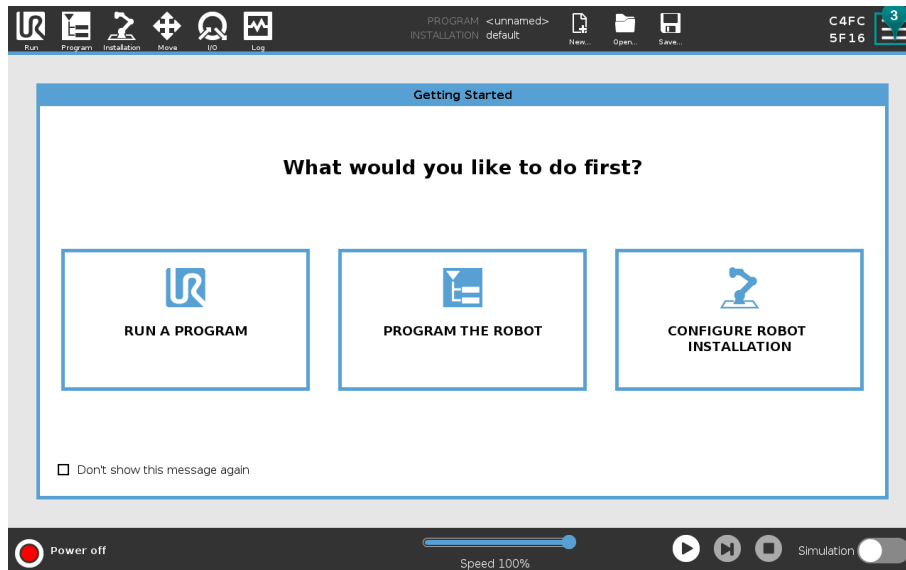 PROGRAM <unnamed>
INSTALLATION default
C4FC
5F16
3
Run
Program
Installation
Move
I/O
Log
New...
Open...
Save...
Getting Started
What would you like to do first?
RUN A PROGRAM
PROGRAM THE ROBOT
CONFIGURE ROBOT
INSTALLATION
Don't show this message again
Power off
Speed 100%
Simulation